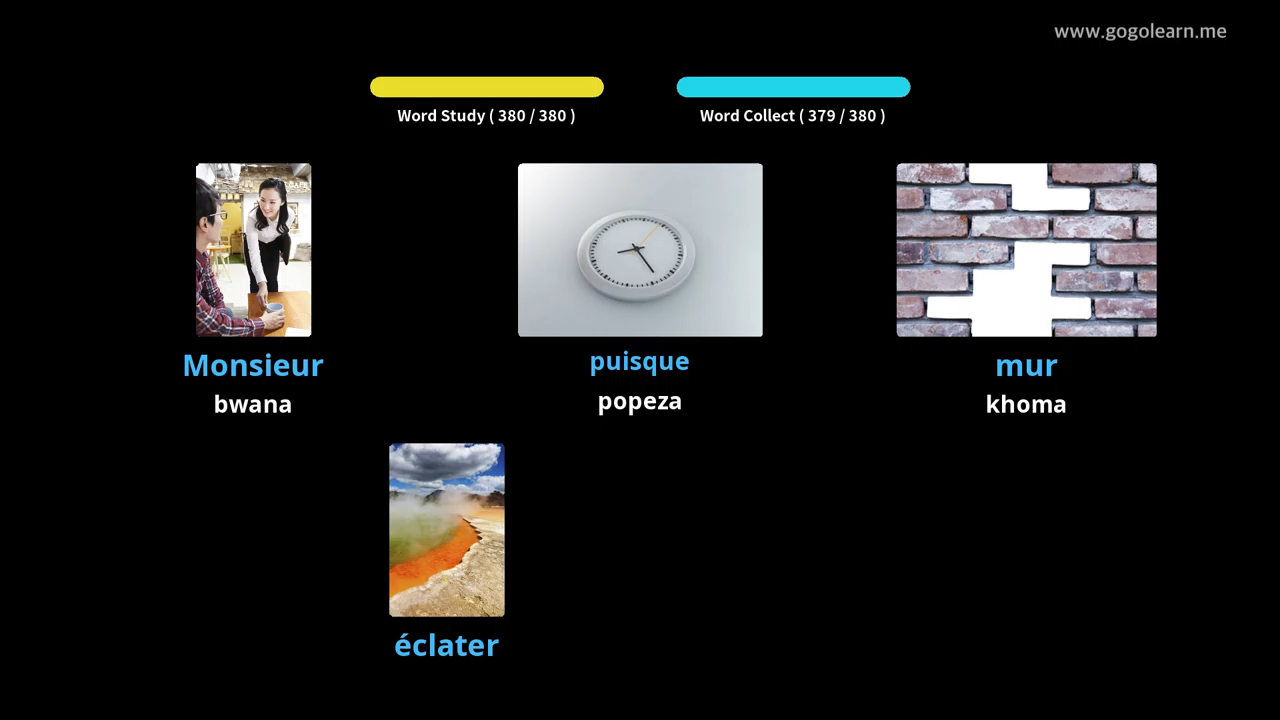 www.gogolearn.me
Word Study ( 380 / 380 )
Word Collect ( 379 / 380 )
Monsieur
bwana
puisque
popeza
mur
khoma
éclater